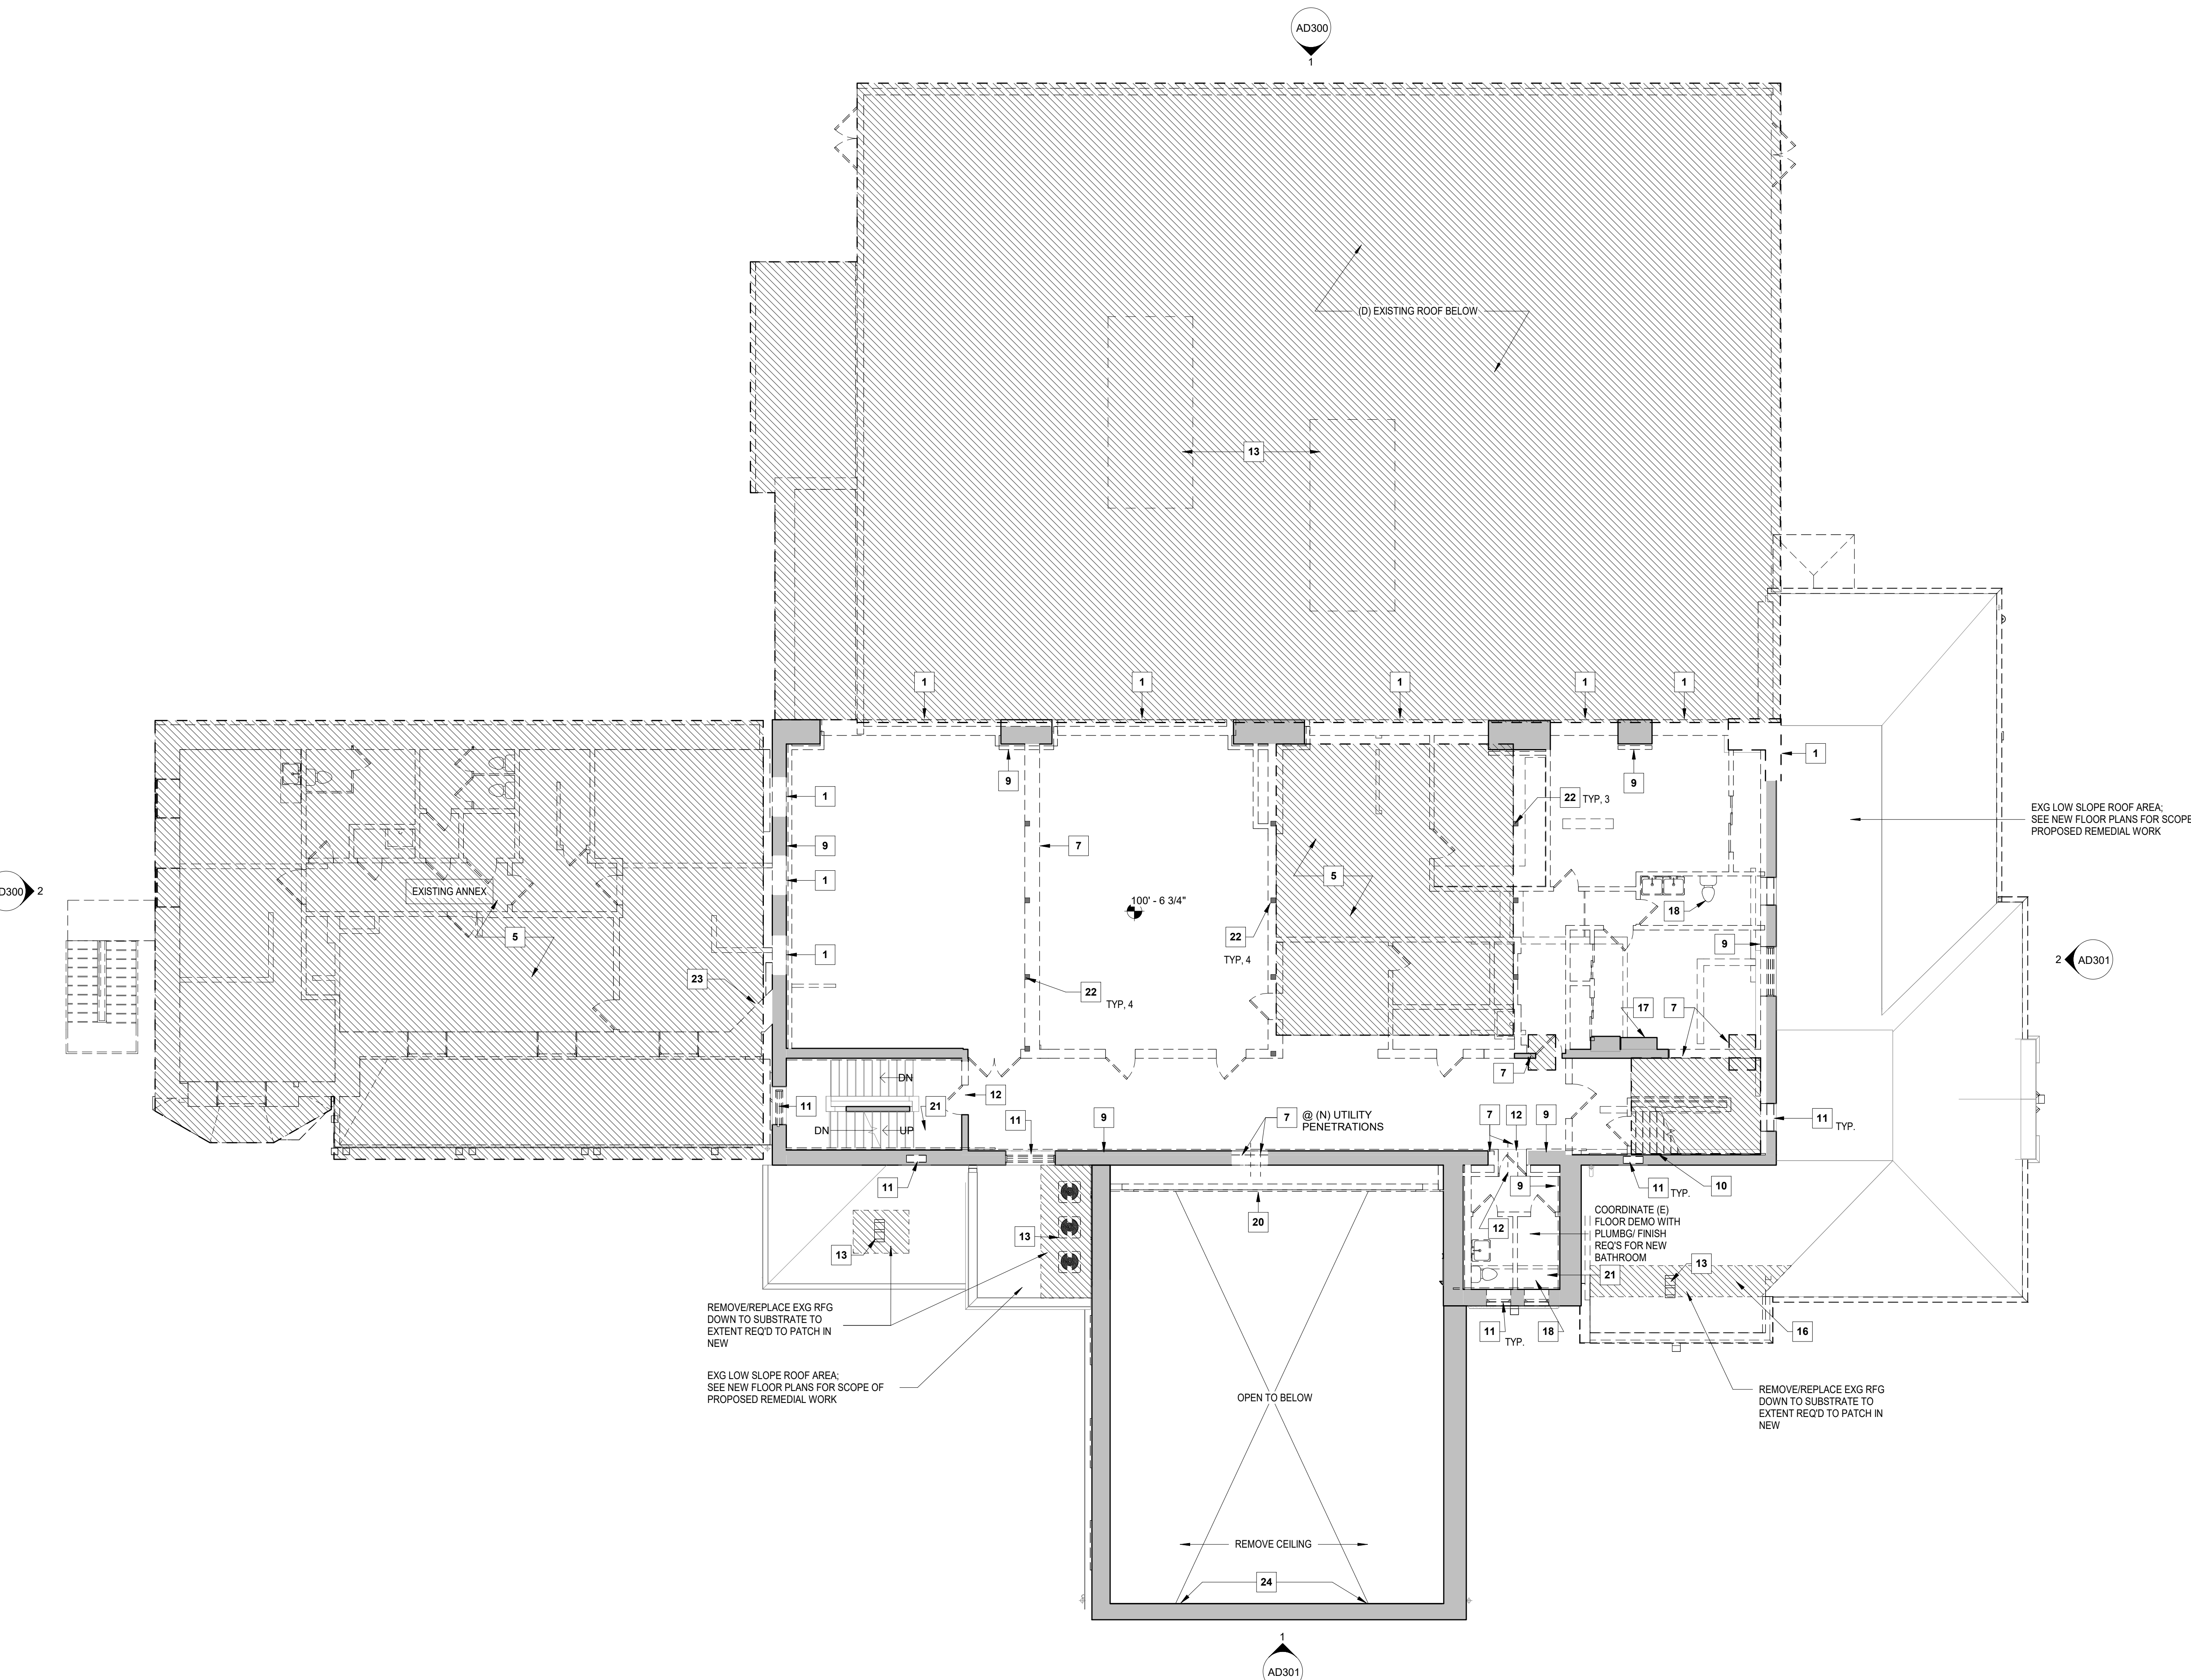 AD300
1
(D) EXISTING ROOF BELOW
13
1
1
1
1
1
1
9
9
22 TYP, 3
1
9
7
1
5
EXISTING ANNEX
100' - 6 3/4"
18
EXG LOW SLOPE ROOF AREA;
SEE NEW FLOOR PLANS FOR SCOPE
PROPOSED REMEDIAL WORK
D300 2
5
22
TYP, 4
9
2 AD301
1
23
22
TYP, 4
17
7
7
DN
12
11
21
11
9
7 @ (N) UTILITY
PENETRATIONS
7
12
9
11
TYP.
DN
UP
11
9
11 TYP.
10
13
13
20
12
COORDINATE (E)
FLOOR DEMO WITH
PLUMBG/ FINISH
REQ'S FOR NEW
BATHROOM
13
21
REMOVE/REPLACE EXG RFG
DOWN TO SUBSTRATE TO
EXTENT REQ'D TO PATCH IN
NEW
11
TYP.
18
16
EXG LOW SLOPE ROOF AREA;
SEE NEW FLOOR PLANS FOR SCOPE OF
PROPOSED REMEDIAL WORK
OPEN TO BELOW
REMOVE/REPLACE EXG RFG
DOWN TO SUBSTRATE TO
EXTENT REQ'D TO PATCH IN
NEW
REMOVE CEILING
24
1
AD301